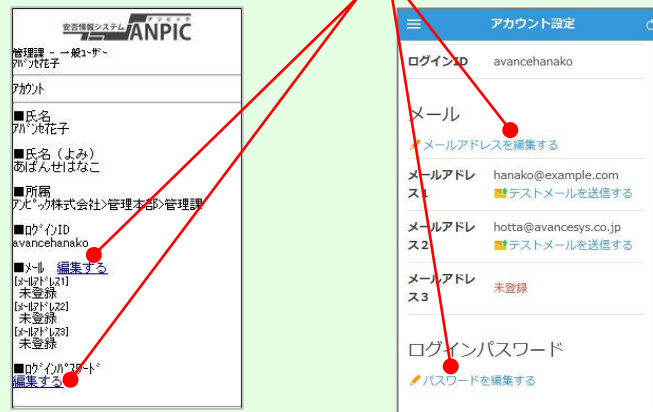 安否情報システム ANPIC
アンピック
管理課 - 一般ﾕｰｻﾞｰ
ｱﾊﾞﾝｾ花子
ｱｶｳﾝﾄ
■氏名
ｱﾊﾞﾝｾ花子
■氏名（よみ）
あばんせはなこ
■所属
ｱﾝﾋﾟｯｸ株式会社>管理本部>管理課
■ﾛｸﾞｲﾝID
avancehanako
■ﾒｰﾙ 編集する
[ﾒｰﾙｱﾄﾞﾚｽ1]
未登録
[ﾒｰﾙｱﾄﾞﾚｽ2]
未登録
[ﾒｰﾙｱﾄﾞﾚｽ3]
未登録
■ﾛｸﾞｲﾝﾊﾟｽﾜｰﾄﾞ
編集する
アカウント設定
ログインID avancehanako
メール
メールアドレスを編集する
メールアドレス1 hanako@example.com
テストメールを送信する
メールアドレス2 hotta@avancesys.co.jp
テストメールを送信する
メールアドレス3 未登録
ログインパスワード
パスワードを編集する